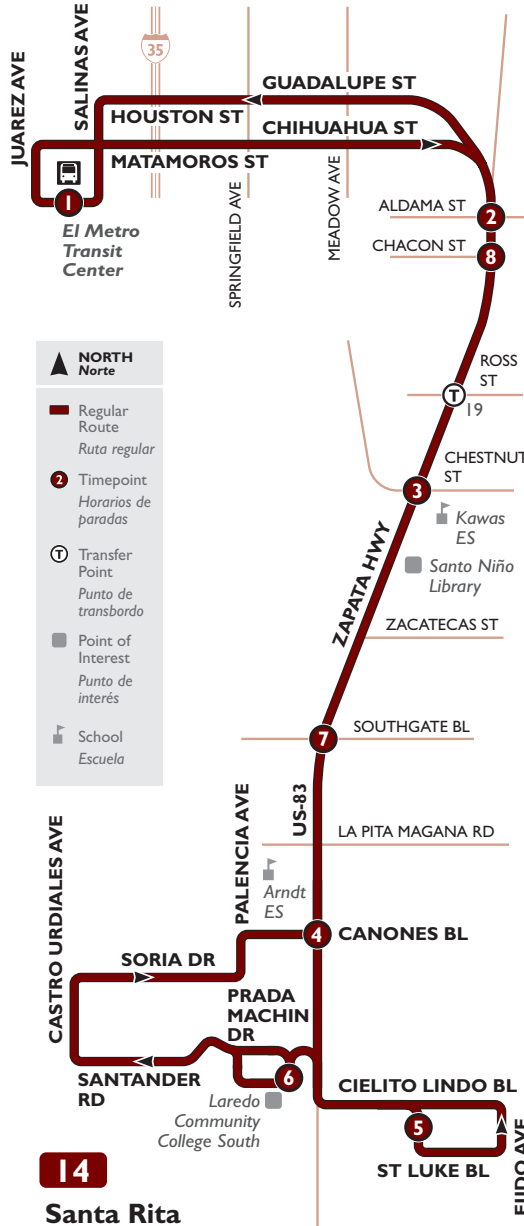 JUAREZ AVE
SALINAS AVE
35
GUADALUPE ST
HOUSTON ST
CHIHUAHUA ST
MATAMOROS ST
1
El Metro
Transit
Center
SPRINGFIELD AVE
MEADOW AVE
ALDAMA ST
2
CHACON ST
8
ROSS
ST
T
19
CHESTNUT
ST
3
Kawas
ES
Santo Niño
Library
ZAPATA HWY
ZACATECAS ST
7
SOUTHGATE BL
US-83
LA PITA MAGANA RD
PALENCIA AVE
Arndt
ES
4
CANONES BL
CASTRO URDIALES AVE
SORIA DR
PRADA
MACHIN
DR
SANTANDER
RD
6
Laredo
Community
College South
CIELITO LINDO BL
5
ST LUKE BL
EJIDO AVE
NORTH
Norte
Regular
Route
Ruta regular
2
Timepoint
Horarios de
paradas
T
Transfer
Point
Punto de
transbordo
Point of
Interest
Punto de
interés
School
Escuela
14
Santa Rita